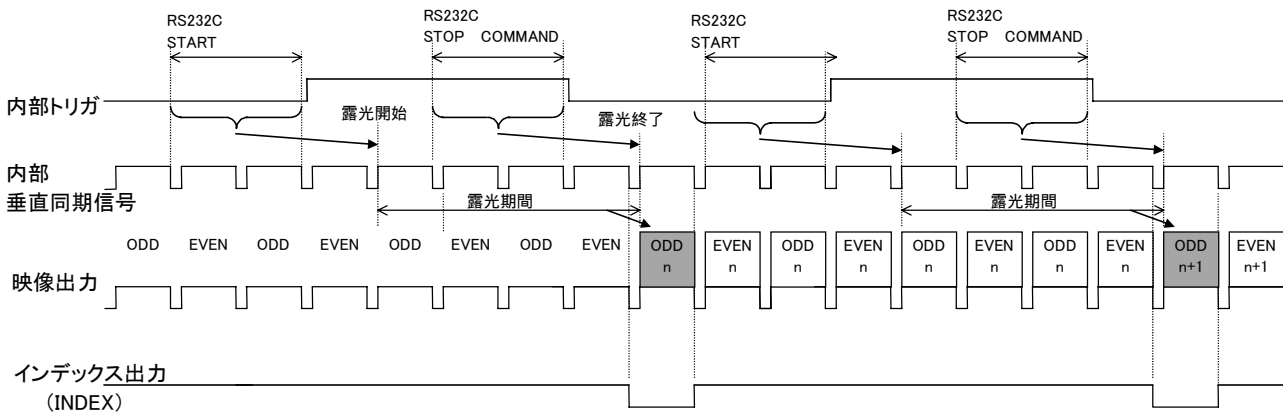 RS232C
START
RS232C
STOP COMMAND
RS232C
START
RS232C
STOP COMMAND
内部トリガ
露光開始
露光終了
内部
垂直同期信号
露光期間
露光期間
ODD EVEN ODD EVEN ODD EVEN ODD EVEN ODD EVEN ODD EVEN ODD EVEN ODD EVEN ODD EVEN
n n n n n n n n n+1 n+1
映像出力
インデックス出力
(INDEX)